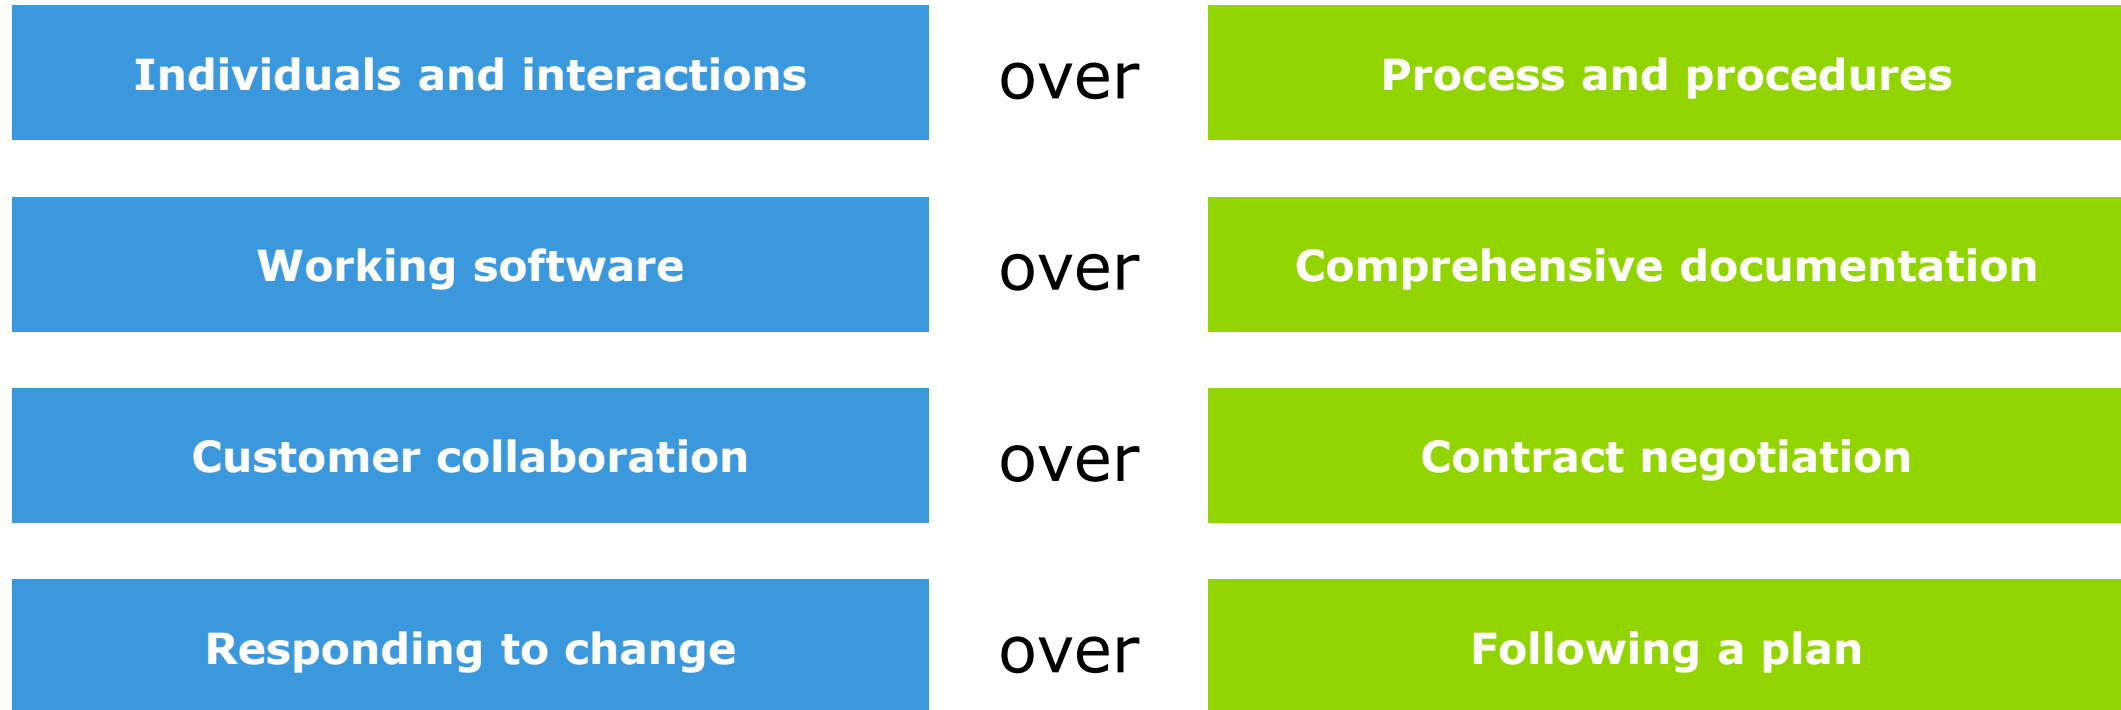 Individuals and interactions over Process and procedures
Working software over Comprehensive documentation
Customer collaboration over Contract negotiation
Responding to change over Following a plan